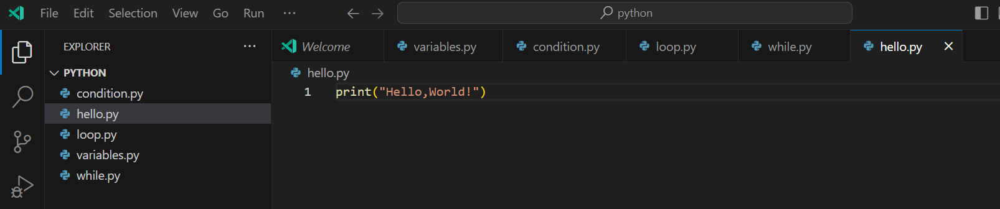 File Edit Selection View Go Run ··· ← → python
EXPLORER ···
PYTHON
condition.py
hello.py
loop.py
variables.py
while.py
Welcome variables.py condition.py loop.py while.py hello.py
hello.py
1 print("Hello,World!")